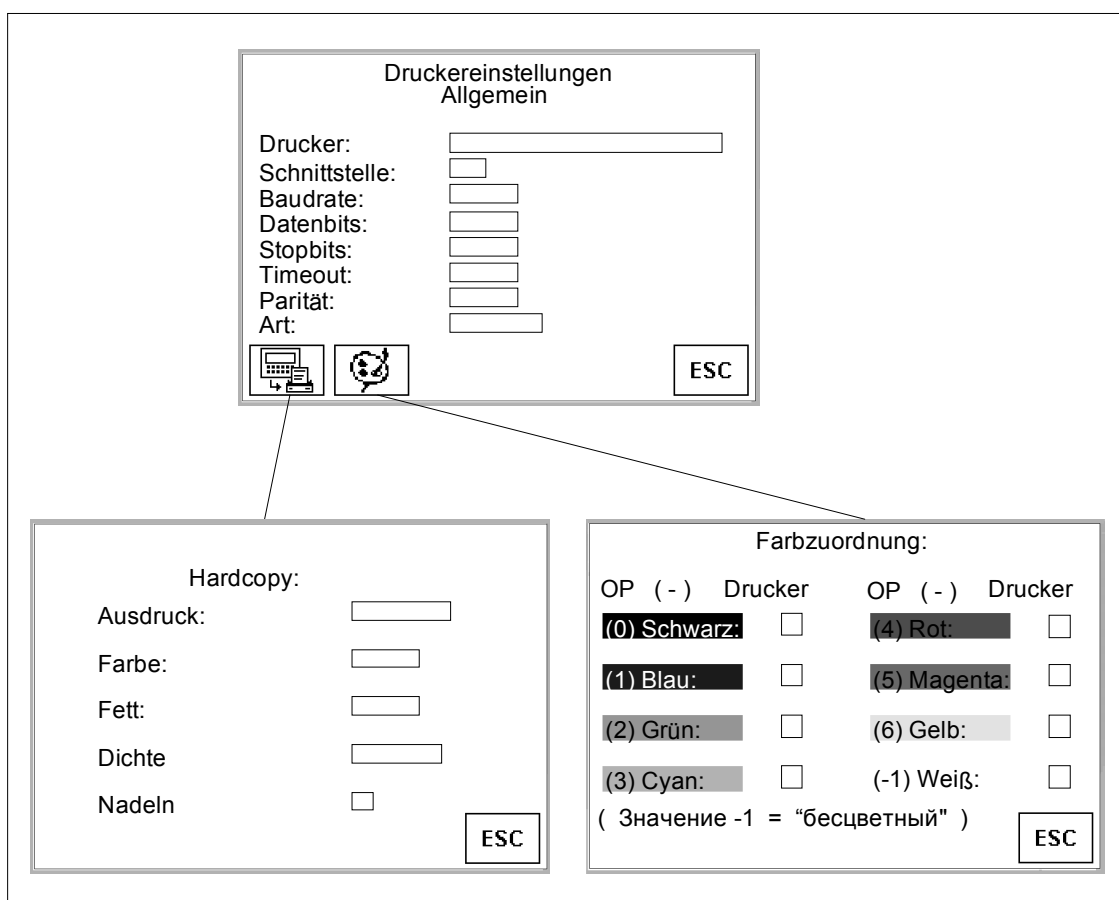 Druckereinstellungen
Allgemein
Drucker:
Schnittstelle:
Baudrate:
Datenbits:
Stopbits:
Timeout:
Parität:
Art:
ESC
Hardcopy:
Ausdruck:
Farbe:
Fett:
Dichte
Nadeln
ESC
Farbzuordnung:
OP ( - ) Drucker OP ( - ) Drucker
(0) Schwarz: (4) Rot:
(1) Blau: (5) Magenta:
(2) Grün: (6) Gelb:
(3) Cyan: (-1) Weiß:
( Значение -1 = “бесцветный" )
ESC